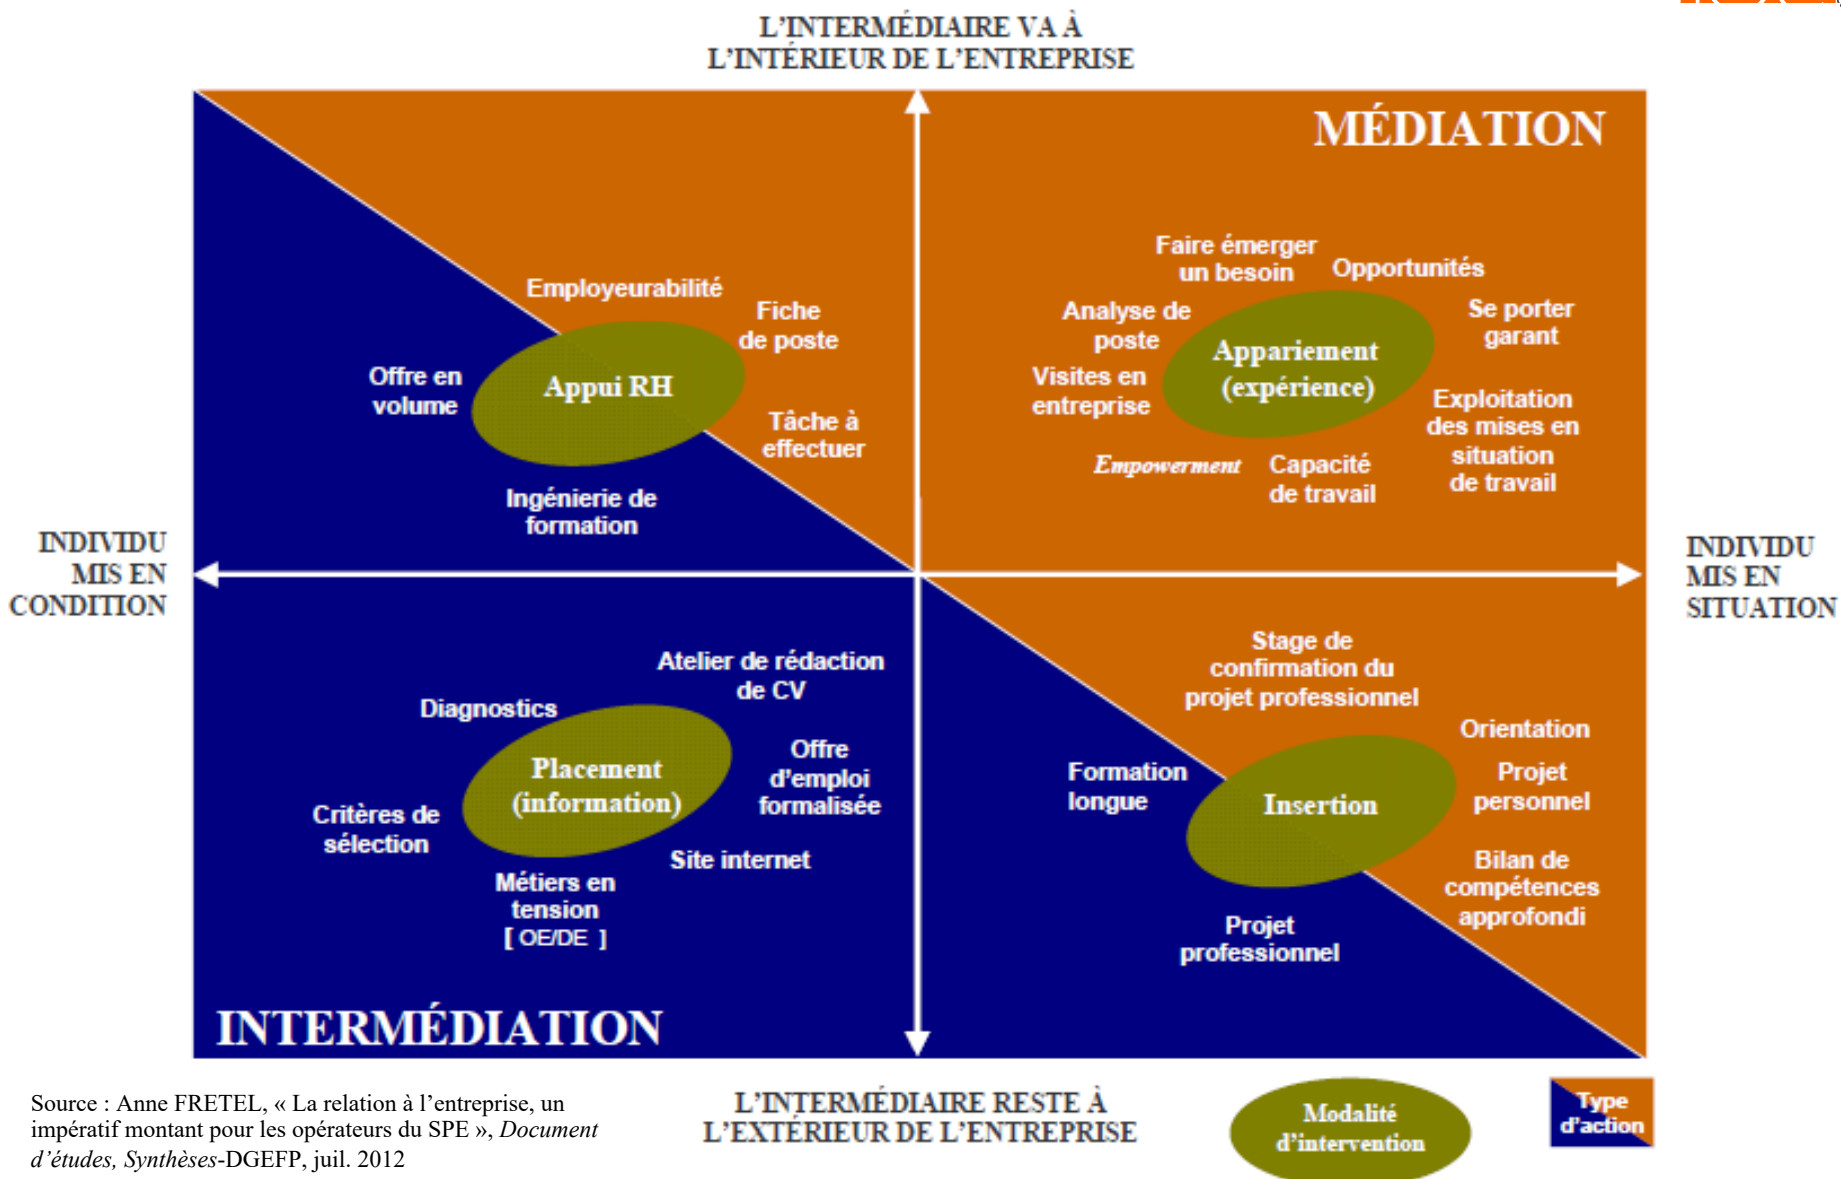 L'INTERMÉDIAIRE VA À
L'INTÉRIEUR DE L'ENTREPRISE
MÉDIATION
Employeurabilité
Fiche
de poste
Offre en
volume
Appui RH
Tâche à
effectuer
Ingénierie de
formation
Faire émerger
un besoin
Opportunités
Analyse de
poste
Se porter
garant
Appariement
(expérience)
Visites en
entreprise
Exploitation
des mises en
situation
de travail
Empowerment
Capacité
de travail
INDIVIDU
MIS EN
CONDITION
INDIVIDU
MIS EN
SITUATION
Atelier de rédaction
de CV
Diagnostics
Placement
(information)
Offre
d'emploi
formalisée
Critères de
sélection
Site internet
Métiers en
tension
[ OE/DE ]
INTERMÉDIATION
Stage de
confirmation du
projet professionnel
Orientation
Formation
longue
Projet
personnel
Insertion
Bilan de
compétences
approfondi
Projet
professionnel
L'INTERMÉDIAIRE RESTE À
L'EXTÉRIEUR DE L'ENTREPRISE
Modalité
d'intervention
Type
d'action
Source : Anne FRETEL, « La relation à l'entreprise, un
impératif montant pour les opérateurs du SPE », Document
d'études, Synthèses-DGEFP, juil. 2012